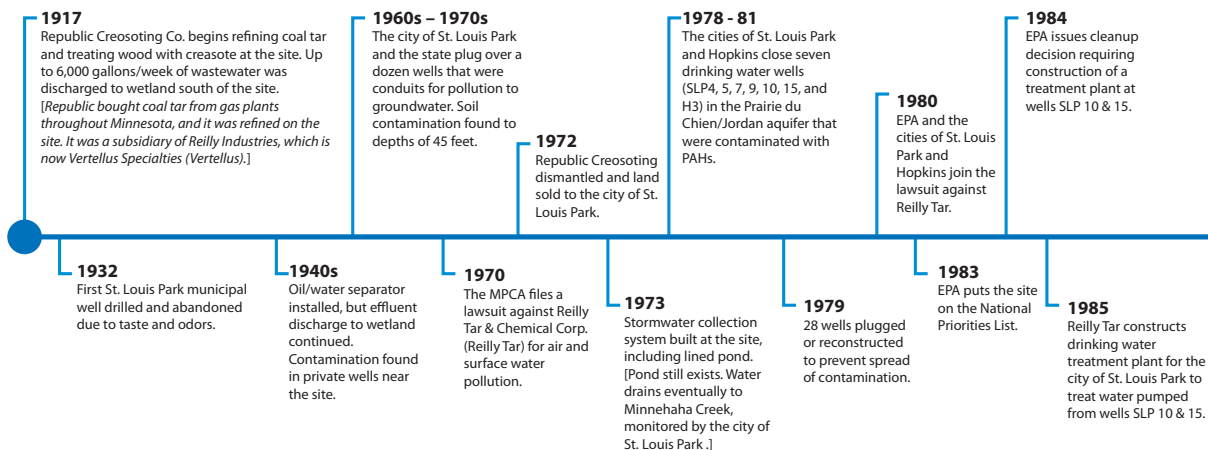 1917
Republic Creosoting Co. begins refining coal tar
and treating wood with creasote at the site. Up
to 6,000 gallons/week of wastewater was
discharged to wetland south of the site.
[Republic bought coal tar from gas plants
throughout Minnesota, and it was refined on the
site. It was a subsidiary of Reilly Industries, which is
now Vertellus Specialties (Vertellus).]
1932
First St. Louis Park municipal
well drilled and abandoned
due to taste and odors.
1940s
Oil/water separator
installed, but effluent
discharge to wetland
continued.
Contamination found
in private wells near
the site.
1960s – 1970s
The city of St. Louis Park
and the state plug over a
dozen wells that were
conduits for pollution to
groundwater. Soil
contamination found to
depths of 45 feet.
1970
The MPCA files a
lawsuit against Reilly
Tar & Chemical Corp.
(Reilly Tar) for air and
surface water
pollution.
1972
Republic Creosoting
dismantled and land
sold to the city of St.
Louis Park.
1973
Stormwater collection
system built at the site,
including lined pond.
[Pond still exists. Water
drains eventually to
Minnehaha Creek,
monitored by the city of
St. Louis Park .]
1978 - 81
The cities of St. Louis Park
and Hopkins close seven
drinking water wells
(SLP4, 5, 7, 9, 10, 15, and
H3) in the Prairie du
Chien/Jordan aquifer that
were contaminated with
PAHs.
1979
28 wells plugged
or reconstructed
to prevent spread
of contamination.
1980
EPA and the
cities of St. Louis
Park and
Hopkins join the
lawsuit against
Reilly Tar.
1983
EPA puts the site
on the National
Priorities List.
1984
EPA issues cleanup
decision requiring
construction of a
treatment plant at
wells SLP 10 & 15.
1985
Reilly Tar constructs
drinking water
treatment plant for the
city of St. Louis Park to
treat water pumped
from wells SLP 10 & 15.